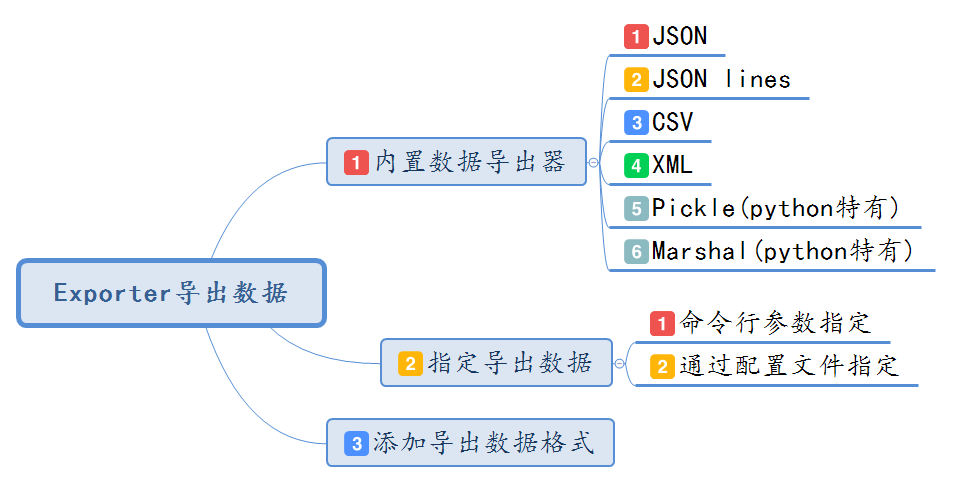 Exporter导出数据
1 内置数据导出器
1 JSON
2 JSON lines
3 CSV
4 XML
5 Pickle(python特有)
6 Marshal(python特有)
2 指定导出数据
1 命令行参数指定
2 通过配置文件指定
3 添加导出数据格式